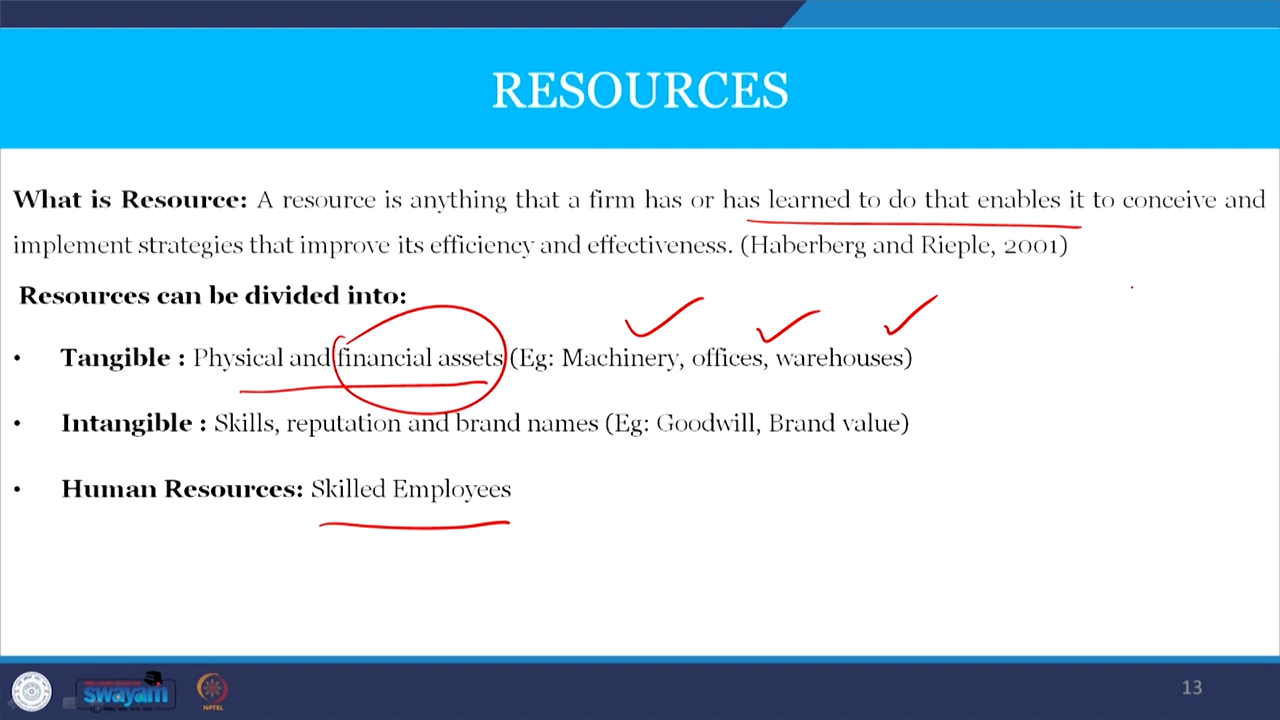 RESOURCES
What is Resource: A resource is anything that a firm has or has learned to do that enables it to conceive and
implement strategies that improve its efficiency and effectiveness. (Haberberg and Rieple, 2001)
Resources can be divided into:
• Tangible : Physical and financial assets (Eg: Machinery, offices, warehouses)
• Intangible : Skills, reputation and brand names (Eg: Goodwill, Brand value)
• Human Resources: Skilled Employees
swayam
NPTEL
13